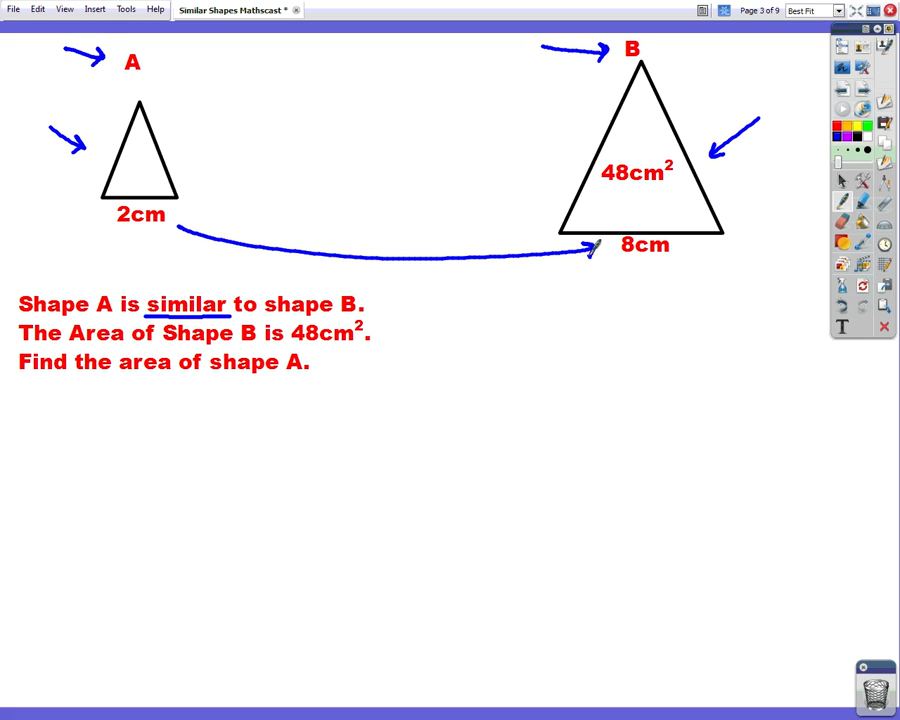 File Edit View Insert Tools Help Similar Shapes Mathscast * Page 3 of 9 Best Fit
A
B
48cm²
2cm
8cm
Shape A is similar to shape B.
The Area of Shape B is 48cm².
Find the area of shape A.
T